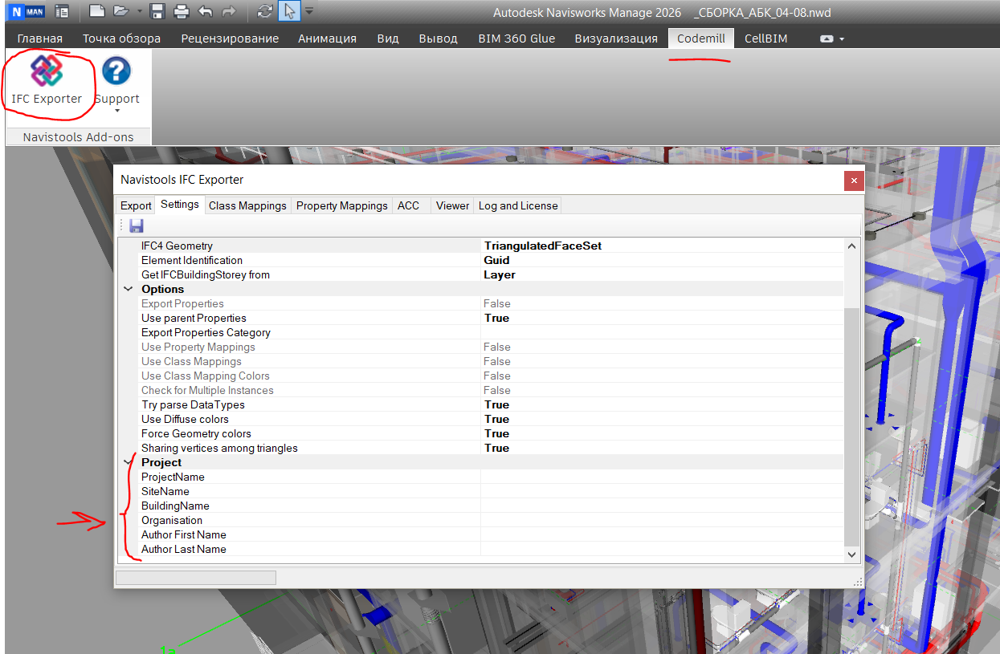 N MAN Autodesk Navisworks Manage 2026 _СБОРКА_АБК_04-08.nwd
Главная Точка обзора Рецензирование Анимация Вид Вывод BIM 360 Glue Визуализация Codemill CellBIM
IFC Exporter Support
Navistools Add-ons
Navistools IFC Exporter
Export Settings Class Mappings Property Mappings ACC Viewer Log and License
IFC4 Geometry TriangulatedFaceSet
Element Identification Guid
Get IFCBuildingStorey from Layer
Options
Export Properties False
Use parent Properties True
Export Properties Category
Use Property Mappings False
Use Class Mappings False
Use Class Mapping Colors False
Check for Multiple Instances False
Try parse DataTypes True
Use Diffuse colors True
Force Geometry colors True
Sharing vertices among triangles True
Project
ProjectName
SiteName
BuildingName
Organisation
Author First Name
Author Last Name